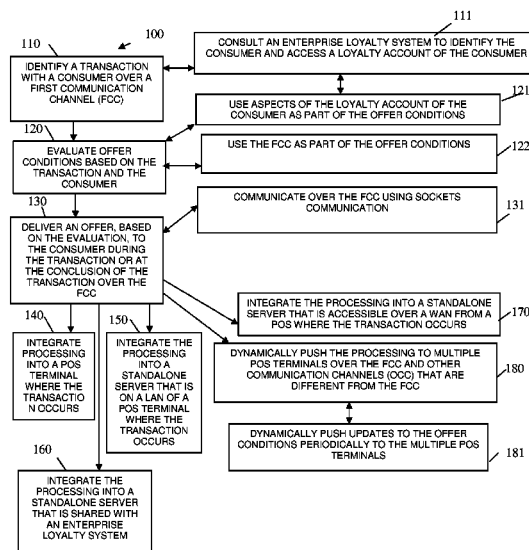 100
110
IDENTIFY A TRANSACTION
WITH A CONSUMER OVER A
FIRST COMMUNICATION
CHANNEL (FCC)
111
CONSULT AN ENTERPRISE LOYALTY SYSTEM TO IDENTIFY THE
CONSUMER AND ACCESS A LOYALTY ACCOUNT OF THE CONSUMER
121
USE ASPECTS OF THE LOYALTY ACCOUNT OF THE
CONSUMER AS PART OF THE OFFER CONDITIONS
120
EVALUATE OFFER
CONDITIONS BASED ON THE
TRANSACTION AND THE
CONSUMER
122
USE THE FCC AS PART OF THE OFFER CONDITIONS
130
DELIVER AN OFFER, BASED
ON THE EVALUATION, TO
THE CONSUMER DURING
THE TRANSACTION OR AT
THE CONCLUSION OF THE
TRANSACTION OVER THE
FCC
COMMUNICATE OVER THE FCC USING SOCKETS
COMMUNICATION
131
INTEGRATE THE PROCESSING INTO A STANDALONE
SERVER THAT IS ACCESSIBLE OVER A WAN FROM A
POS WHERE THE TRANSACTION OCCURS
170
140
INTEGRATE
PROCESSING
INTO A POS
TERMINAL
WHERE THE
TRANSACTIO
N OCCURS
150
INTEGRATE THE
PROCESSING
INTO A
STANDALONE
SERVER THAT IS
ON A LAN OF A
POS TERMINAL
WHERE THE
TRANSACTION
OCCURS
DYNAMICALLY PUSH THE PROCESSING TO MULTIPLE
POS TERMINALS OVER THE FCC AND OTHER
COMMUNICATION CHANNELS (OCC) THAT ARE
DIFFERENT FROM THE FCC
180
DYNAMICALLY PUSH UPDATES TO THE OFFER
CONDITIONS PERIODICALLY TO THE MULTIPLE POS
TERMINALS
181
160
INTEGRATE THE
PROCESSING INTO A
STANDALONE SERVER
THAT IS SHARED WITH
AN ENTERPRISE
LOYALTY SYSTEM